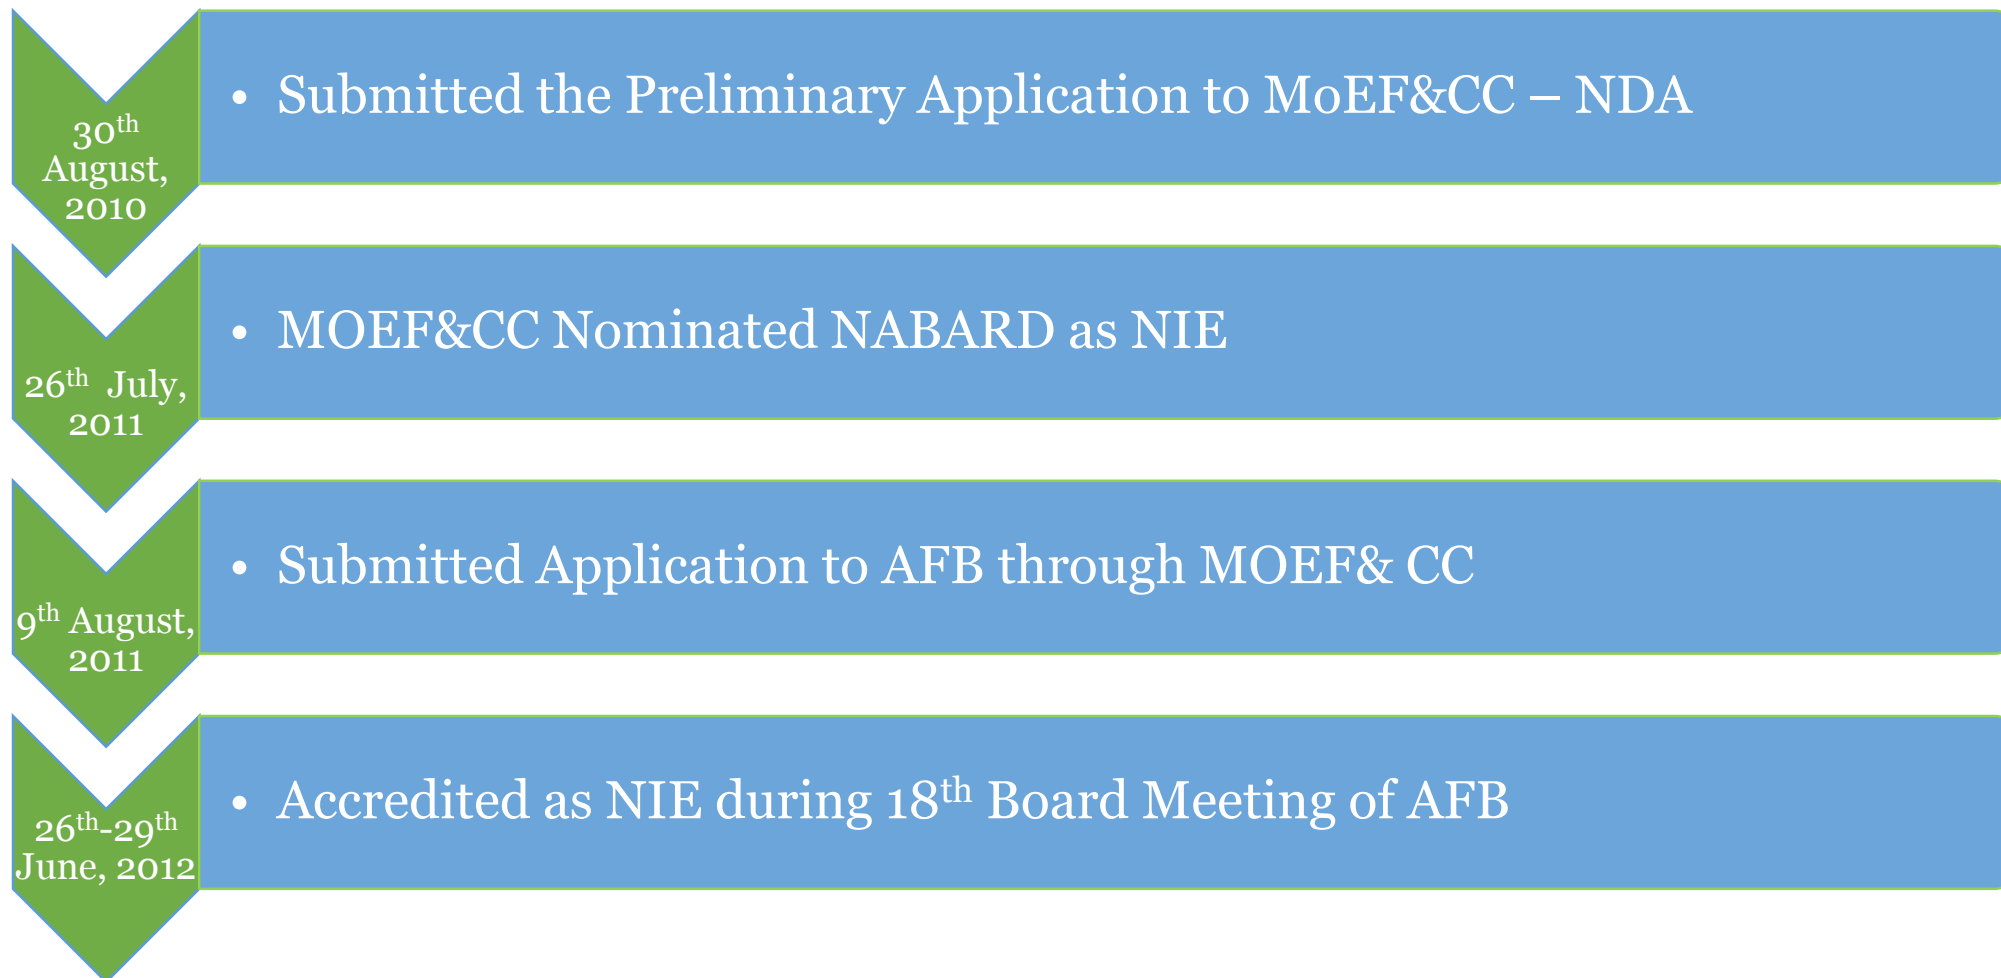 30th
August,
2010
• Submitted the Preliminary Application to MoEF&CC – NDA
26th July,
2011
• MOEF&CC Nominated NABARD as NIE
9th August,
2011
• Submitted Application to AFB through MOEF& CC
26th-29th
June, 2012
• Accredited as NIE during 18th Board Meeting of AFB